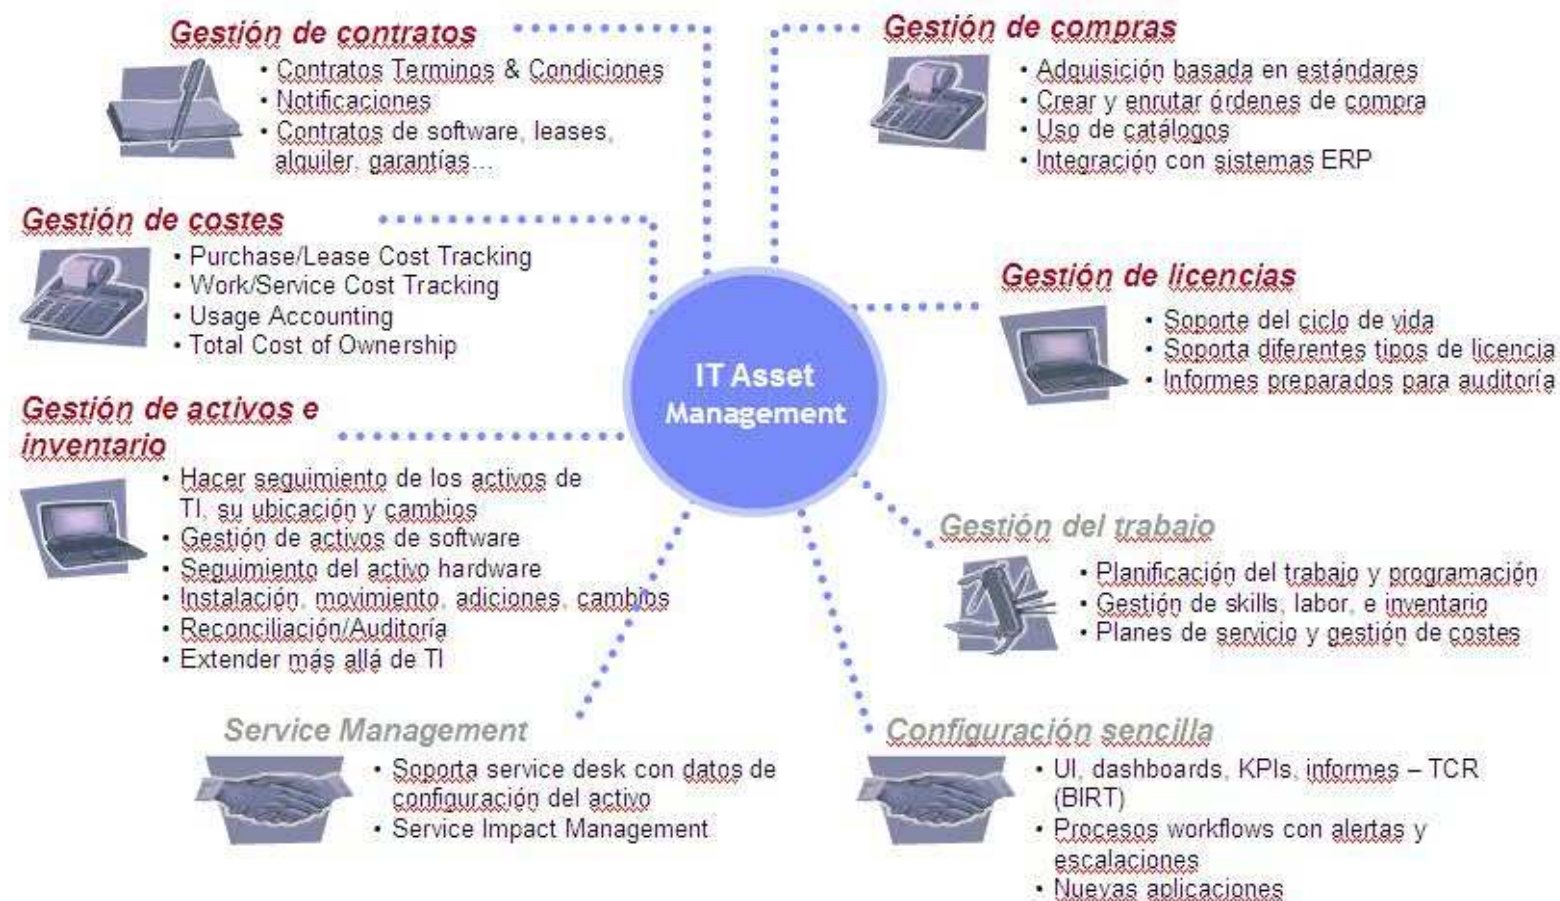 Gestión de contratos
• Contratos Terminos & Condiciones
• Notificaciones
• Contratos de software, leases,
alquiler, garantías...
Gestión de compras
• Adquisición basada en estándares
• Crear y enrutar órdenes de compra
• Uso de catálogos
• Integración con sistemas ERP
Gestión de costes
• Purchase/Lease Cost Tracking
• Work/Service Cost Tracking
• Usage Accounting
• Total Cost of Ownership
Gestión de licencias
• Soporte del ciclo de vida
• Soporta diferentes tipos de licencia
• Informes preparados para auditoría
IT Asset
Management
Gestión de activos e
inventario
• Hacer seguimiento de los activos de
TI, su ubicación y cambios
• Gestión de activos de software
• Seguimiento del activo hardware
• Instalación, movimiento, adiciones, cambios
• Reconciliación/Auditoría
• Extender más allá de TI
Gestión del trabajo
• Planificación del trabajo y programación
• Gestión de skills, labor, e inventario
• Planes de servicio y gestión de costes
Service Management
• Soporta service desk con datos de
configuración del activo
• Service Impact Management
Configuración sencilla
• UI, dashboards, KPIs, informes – TCR
(BIRT)
• Procesos workflows con alertas y
escalaciones
• Nuevas aplicaciones